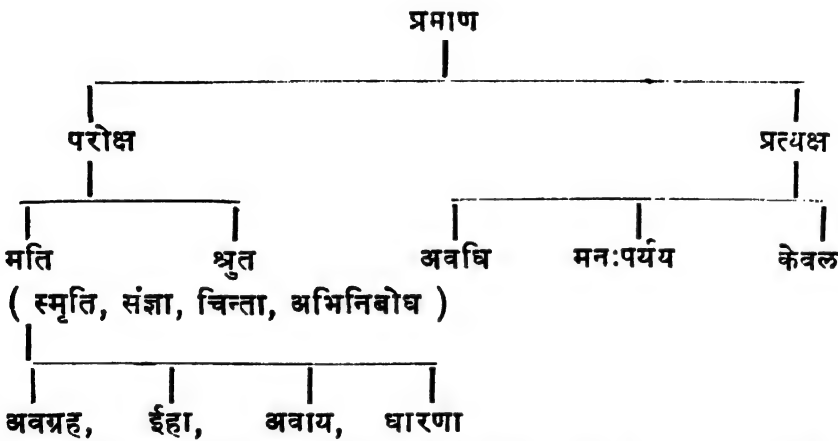 प्रमाण
परोक्ष प्रत्यक्ष
मति श्रुत अवधि मनःपर्यय केवल
( स्मृति, संज्ञा, चिन्ता, अभिनिबोध )
अवग्रह, ईहा, अवाय, धारणा